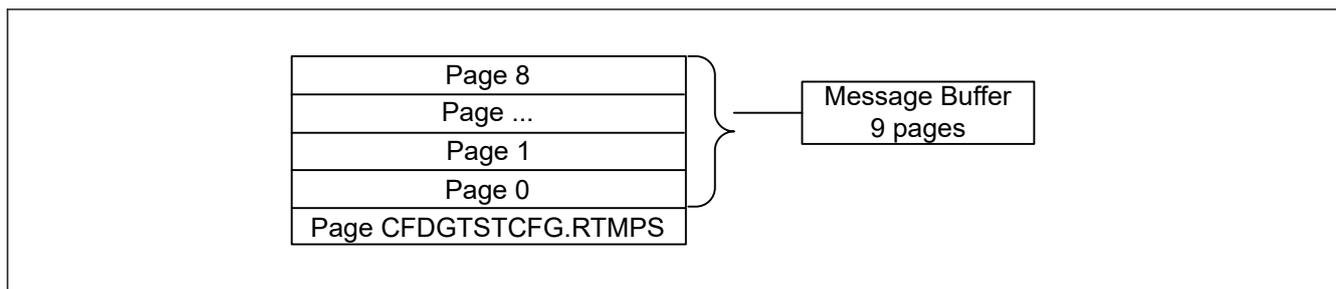 Page 8
Page ...
Page 1
Page 0
Page CFDGTSTCFG.RTMPS
Message Buffer
9 pages